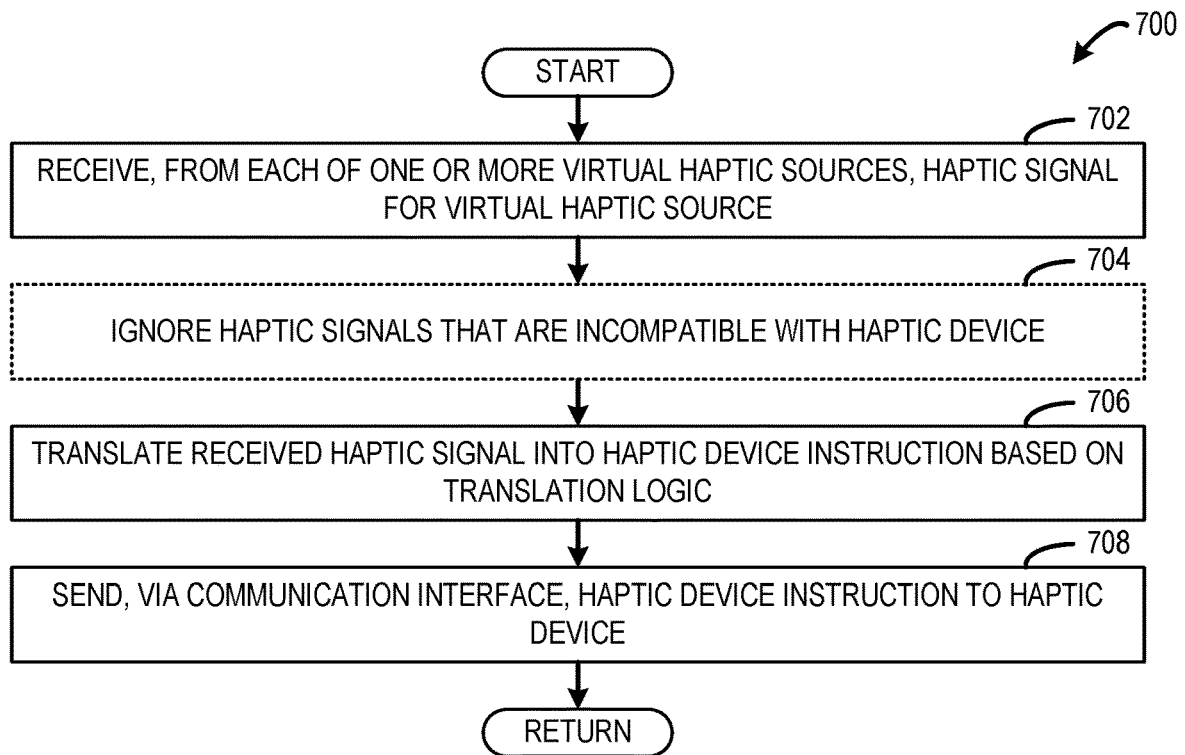 700
START
702
RECEIVE, FROM EACH OF ONE OR MORE VIRTUAL HAPTIC SOURCES, HAPTIC SIGNAL
FOR VIRTUAL HAPTIC SOURCE
704
IGNORE HAPTIC SIGNALS THAT ARE INCOMPATIBLE WITH HAPTIC DEVICE
706
TRANSLATE RECEIVED HAPTIC SIGNAL INTO HAPTIC DEVICE INSTRUCTION BASED ON
TRANSLATION LOGIC
708
SEND, VIA COMMUNICATION INTERFACE, HAPTIC DEVICE INSTRUCTION TO HAPTIC
DEVICE
RETURN